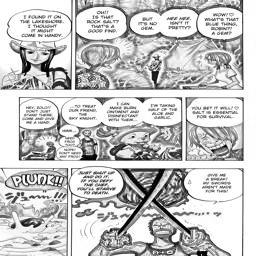 I FOUND IT ON
THE LAKESHORE.
I THOUGHT
IT MIGHT
COME IN HANDY.
OH!!
IS THAT
ROCK SALT?
THAT'S A
GOOD FIND.
BUT
IT'S NO
GEM.
HEE HEE.
ISN'T IT
PRETTY?
WOW!!
WHAT'S THAT
BLUE THING,
ROBIN?
A GEM?
HEY, ZOLO!
DON'T JUST
STAND THERE,
COME AND GIVE
ME A HAND.
...TO TREAT
OUR FRIEND,
THE
SKY KNIGHT.
I CAN
MAKE BURN
OINTMENT AND
DISINFECTANT
WITH THEM...
I'M TAKING
HALF OF
THE ALOE
AND
GARLIC.
YOU BET IT WILL!
SALT IS
ESSENTIAL
FOR SURVIVAL.
PLUNK!!
JUST SHUT UP
AND DO IT.
IF YOU DEFY
THE CHEF,
YOU'LL STARVE
TO DEATH.
GIVE ME
A BREAK!
MY SWORDS
AREN'T MADE
FOR THIS!